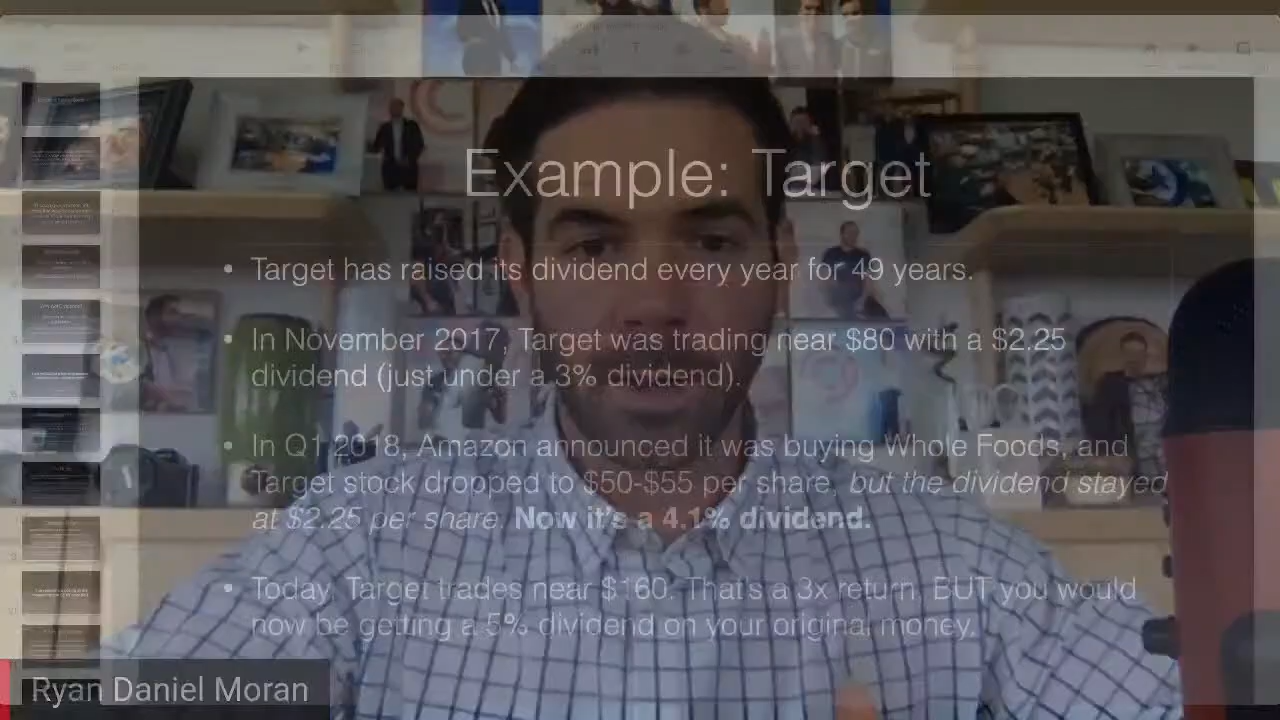 Example: Target
• Target has raised its dividend every year for 49 years.
• In November 2017, Target was trading near $80 with a $2.25
dividend (just under a 3% dividend).
• In Q1 2018, Amazon announced it was buying Whole Foods, and
Target stock dropped to $50-$55 per share, but the dividend stayed
at $2.25 per share. Now it's a 4.1% dividend.
• Today, Target trades near $160. That's a 3x return. BUT you would
now be getting a 5% dividend on your original money.
Ryan Daniel Moran